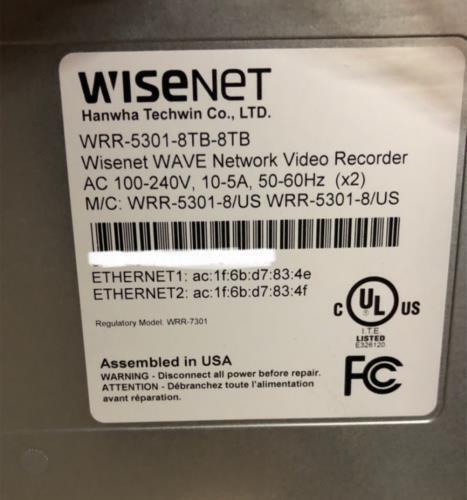 WISENET
Hanwha Techwin Co., LTD.
WRR-5301-8TB-8TB
Wisenet WAVE Network Video Recorder
AC 100-240V, 10-5A, 50-60Hz (x2)
M/C: WRR-5301-8/US WRR-5301-8/US
ETHERNET1: ac:1f:6b:d7:83:4e
ETHERNET2: ac:1f:6b:d7:83:4f
C UL US
I.T.E.
LISTED
E326120
Regulatory Model: WRR-7301
Assembled in USA
WARNING - Disconnect all power before repair.
ATTENTION - Débranchez toute l'alimentation
avant réparation.
FC